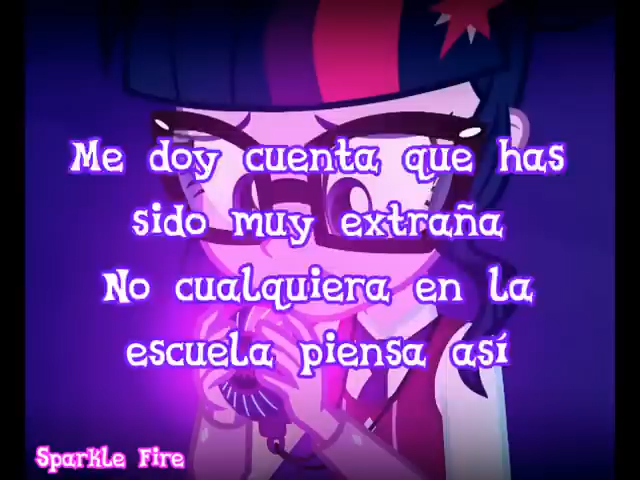 Me doy cuenta que has
sido muy extraña
No cualquiera en la
escuela piensa así
Sparkle Fire